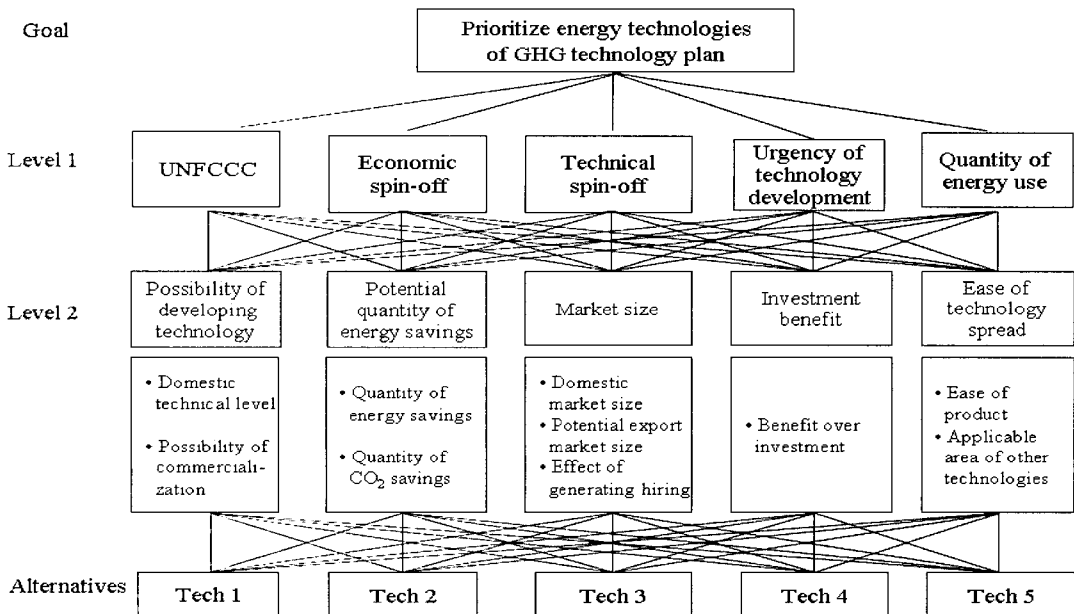 Goal
Prioritize energy technologies
of GHG technology plan
Level 1
UNFCCC
Economic
spin-off
Technical
spin-off
Urgency of
technology
development
Quantity of
energy use
Level 2
Possibility of
developing
technology
Potential
quantity of
energy savings
Market size
Investment
benefit
Ease of
technology
spread
• Domestic
technical level
• Possibility of
commerciali-
zation
• Quantity of
energy savings
• Quantity of
CO2 savings
• Domestic
market size
• Potential export
market size
• Effect of
generating hiring
• Benefit over
investment
• Ease of
product
• Applicable
area of other
technologies
Alternatives
Tech 1
Tech 2
Tech 3
Tech 4
Tech 5